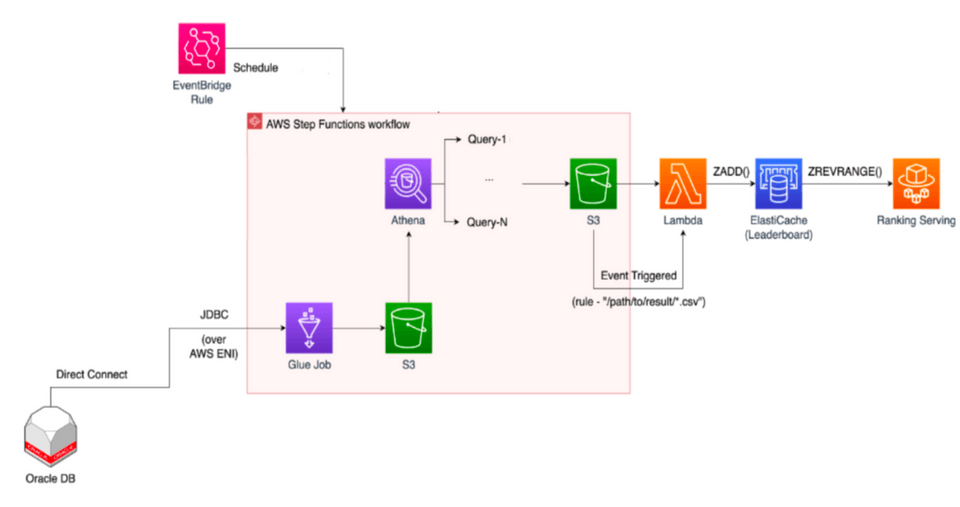 Schedule
EventBridge
Rule
AWS Step Functions workflow
Query-1
...
Query-N
Athena
S3
Lambda
ZADD()
ElastiCache
(Leaderboard)
ZREVRANGE()
Ranking Serving
Event Triggered
(rule - "/path/to/result/*.csv")
JDBC
(over
AWS ENI)
Glue Job
S3
Direct Connect
Oracle DB